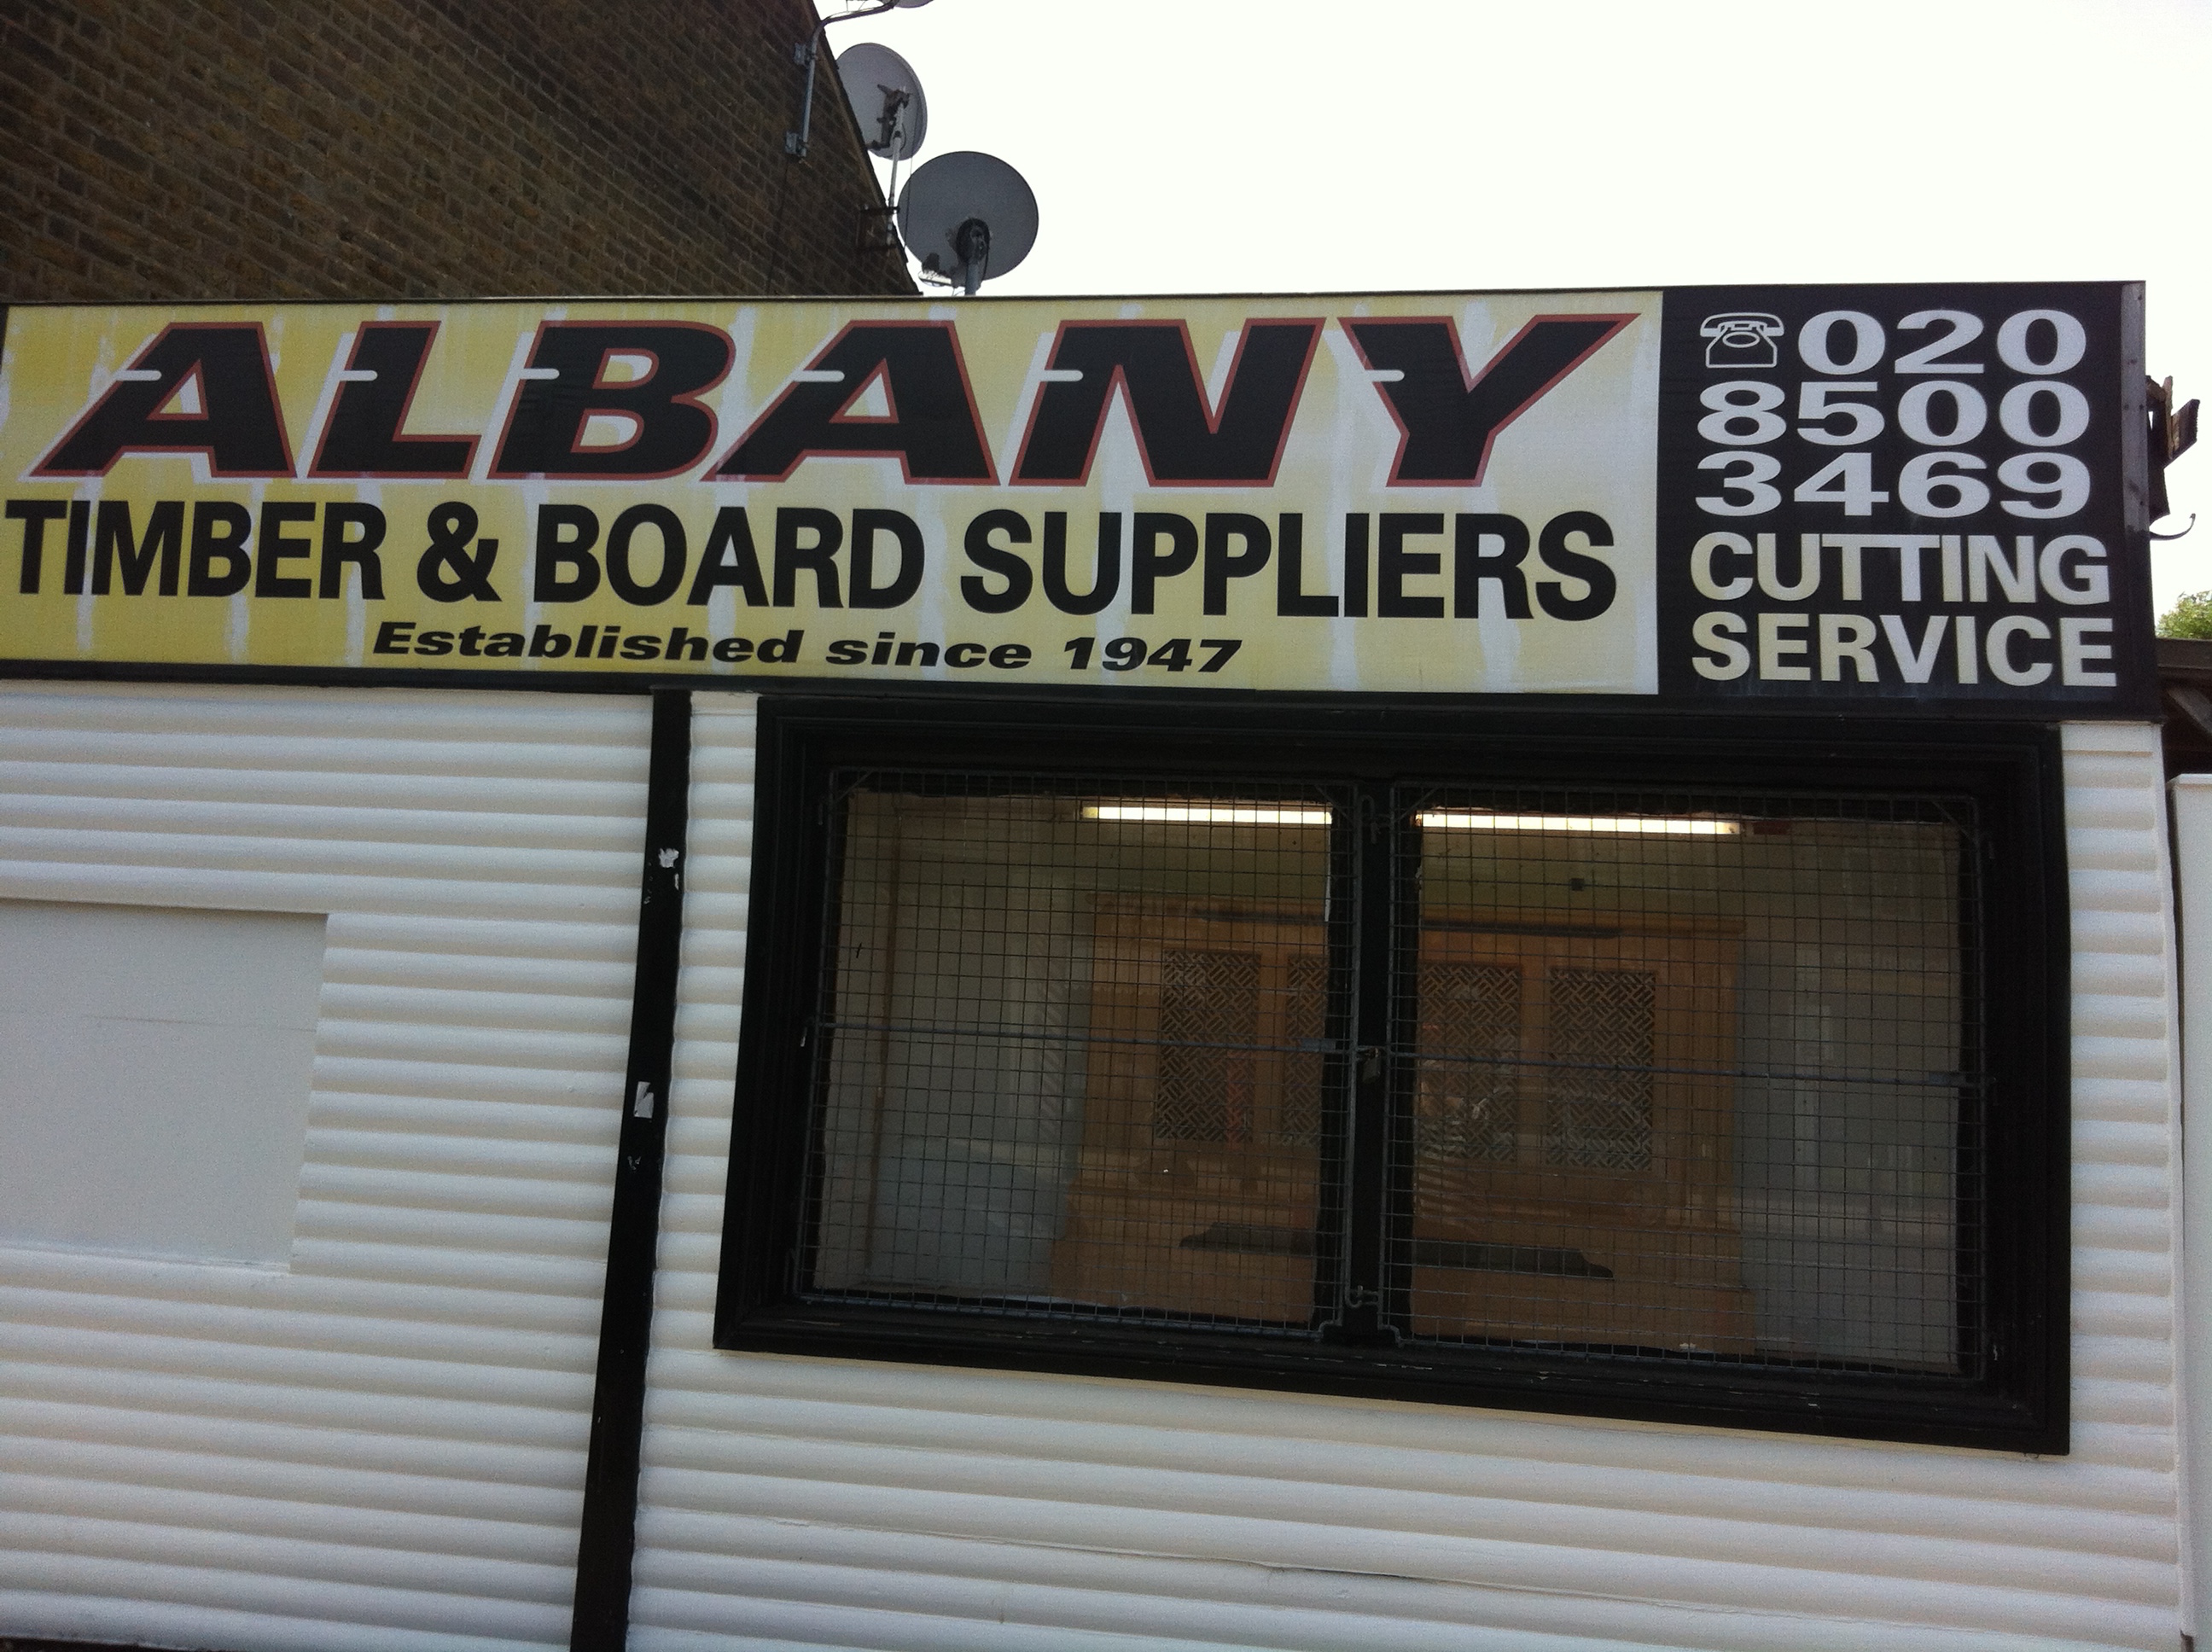 ALBANY
TIMBER & BOARD SUPPLIERS
Established since 1947
020
8500
3469
CUTTING
SERVICE